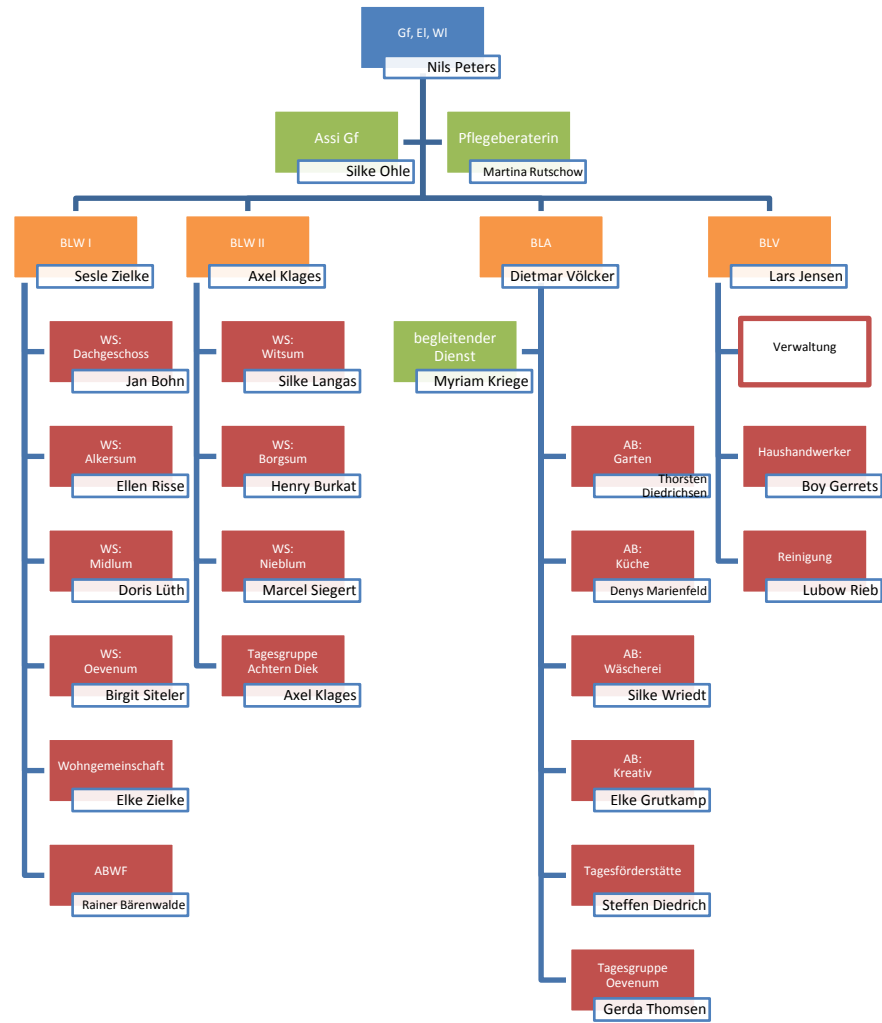 Gf, El, Wl
Nils Peters
Assi Gf
Silke Ohle
Pflegeberaterin
Martina Rutschow
BLW I
Sesle Zielke
BLW II
Axel Klages
BLA
Dietmar Völcker
BLV
Lars Jensen
WS:
Dachgeschoss
Jan Bohn
WS:
Alkersum
Ellen Risse
WS:
Midlum
Doris Lüth
WS:
Oevenum
Birgit Siteler
Wohngemeinschaft
Elke Zielke
ABWF
Rainer Bärenwalde
WS:
Witsum
Silke Langas
WS:
Borgsum
Henry Burkat
WS:
Nieblum
Marcel Siegert
Tagesgruppe
Achtern Diek
Axel Klages
begleitender
Dienst
Myriam Kriege
AB:
Garten
Thorsten
Diedrichsen
AB:
Küche
Denys Marienfeld
AB:
Wäscherei
Silke Wriedt
AB:
Kreativ
Elke Grutkamp
Tagesförderstätte
Steffen Diedrich
Tagesgruppe
Oevenum
Gerda Thomsen
Verwaltung
Haushandwerker
Boy Gerrets
Reinigung
Lubow Rieb